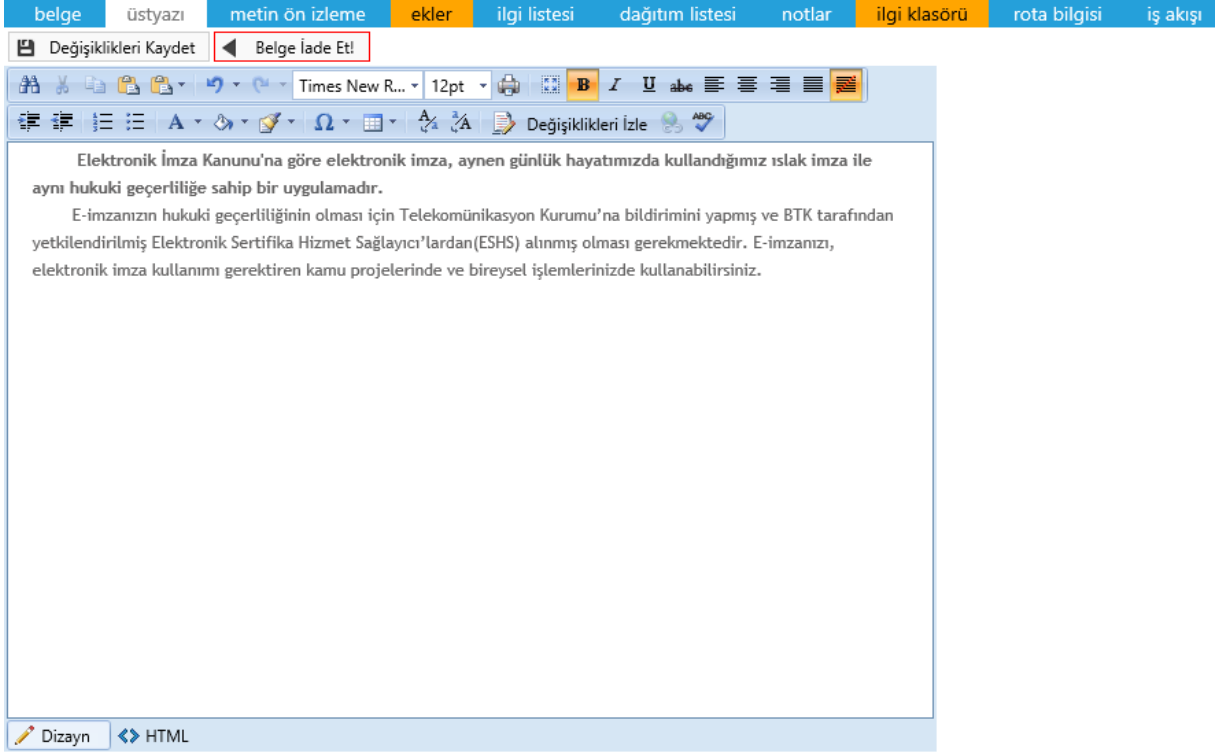 belge üstyazı metin ön izleme ekler ilgi listesi dağıtım listesi notlar ilgi klasörü rota bilgisi iş akışı
Değişiklikleri Kaydet Belge İade Et!
Times New R... 12pt B I U abc
A Ω A a a A Değişiklikleri İzle ABC
Elektronik İmza Kanunu'na göre elektronik imza, aynen günlük hayatımızda kullandığımız ıslak imza ile
aynı hukuki geçerliliğe sahip bir uygulamadır.
E-imzanızın hukuki geçerliliğinin olması için Telekomünikasyon Kurumu’na bildirimini yapmış ve BTK tarafından
yetkilendirilmiş Elektronik Sertifika Hizmet Sağlayıcı’lardan(ESHS) alınmış olması gerekmektedir. E-imzanızı,
elektronik imza kullanımı gerektiren kamu projelerinde ve bireysel işlemlerinizde kullanabilirsiniz.
Dizayn HTML